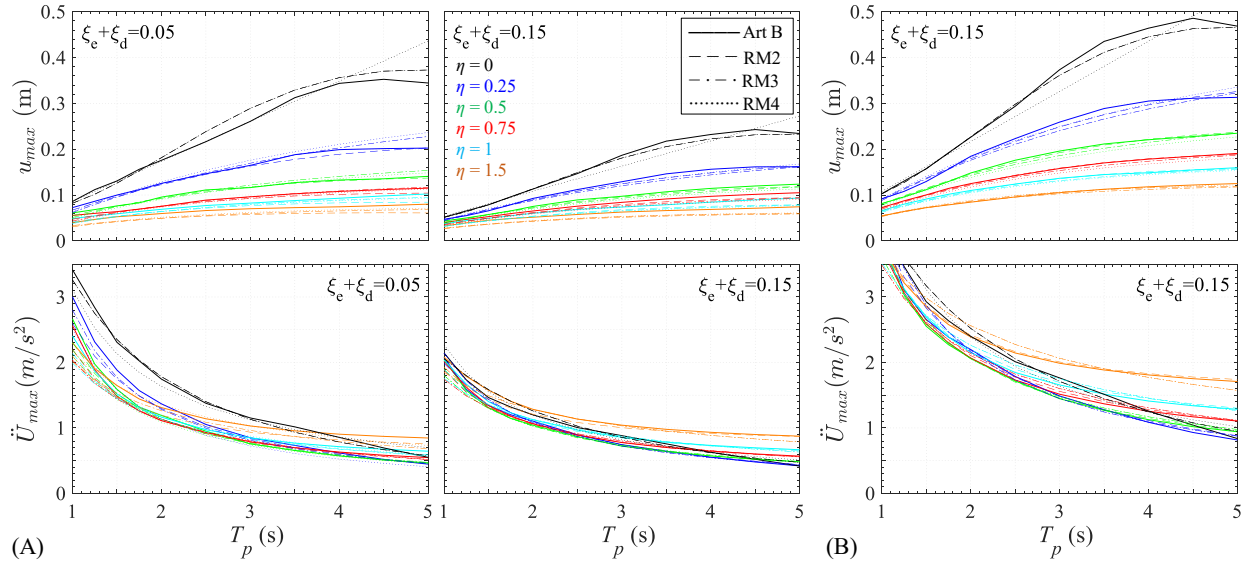 ξe+ξd=0.05
ξe+ξd=0.15
ξe+ξd=0.15
Art B
RM2
RM3
RM4
η = 0
η = 0.25
η = 0.5
η = 0.75
η = 1
η = 1.5
umax (m)
0.5
0.4
0.3
0.2
0.1
0
umax (m)
0.5
0.4
0.3
0.2
0.1
0
ξe+ξd=0.05
ξe+ξd=0.15
ξe+ξd=0.15
Ümax (m/s²)
3
2
1
0
Ümax (m/s²)
3
2
1
0
1 2 3 4 5
1 2 3 4 5
1 2 3 4 5
(A) Tp (s) Tp (s) (B) Tp (s)